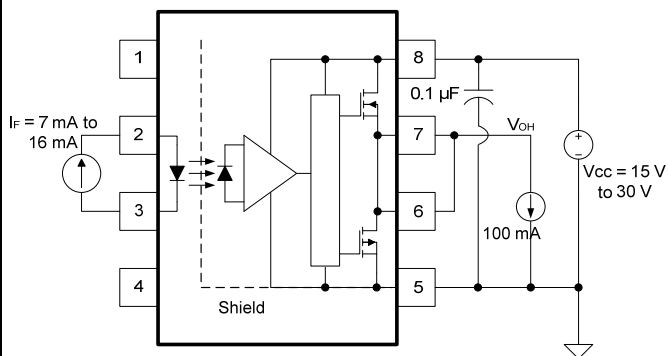 1
8
0.1 µF
IF = 7 mA to
16 mA
2
7
VOH
Vcc = 15 V
to 30 V
3
6
100 mA
4
5
Shield